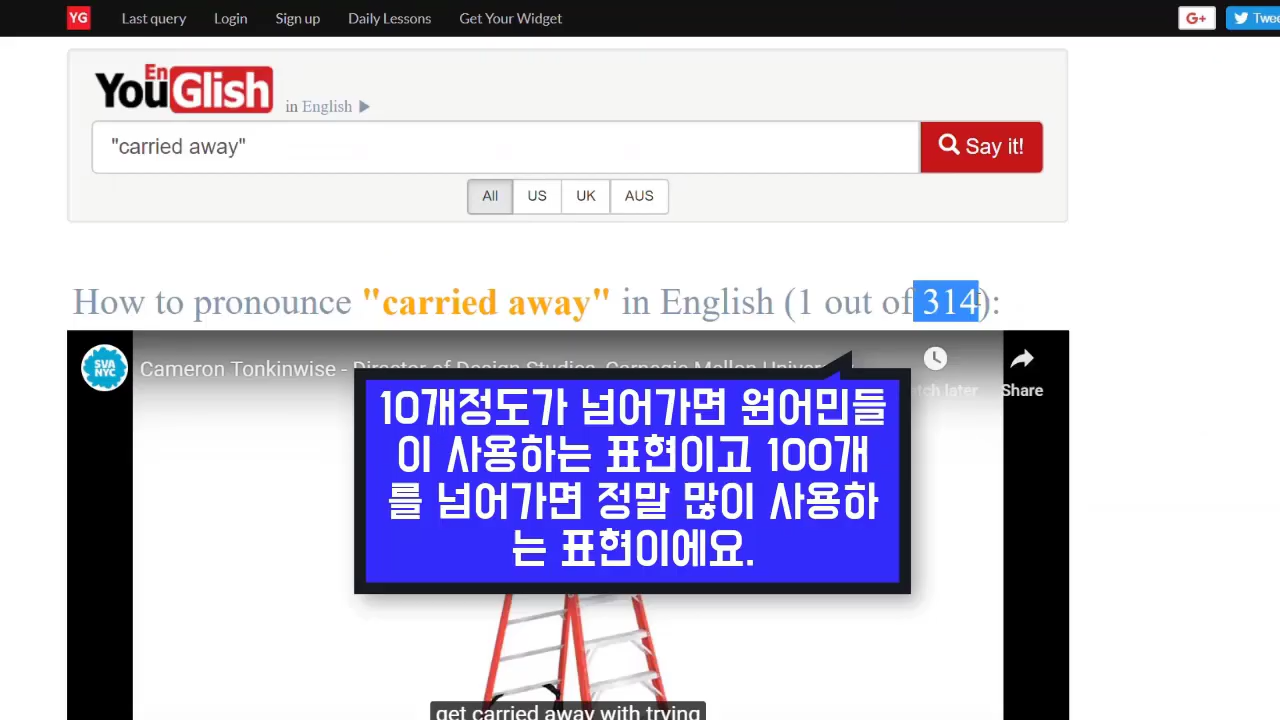 YG Last query Login Sign up Daily Lessons Get Your Widget G+
YouGlish En in English
"carried away" Say it!
All US UK AUS
How to pronounce "carried away" in English (1 out of 314):
SVA NYC Cameron Tonkinwise - Director of Design Studies, Carnegie Mellon
Share
10개정도가 넘어가면 원어민들
이 사용하는 표현이고 100개
를 넘어가면 정말 많이 사용하
는 표현이에요.
get carried away with trying